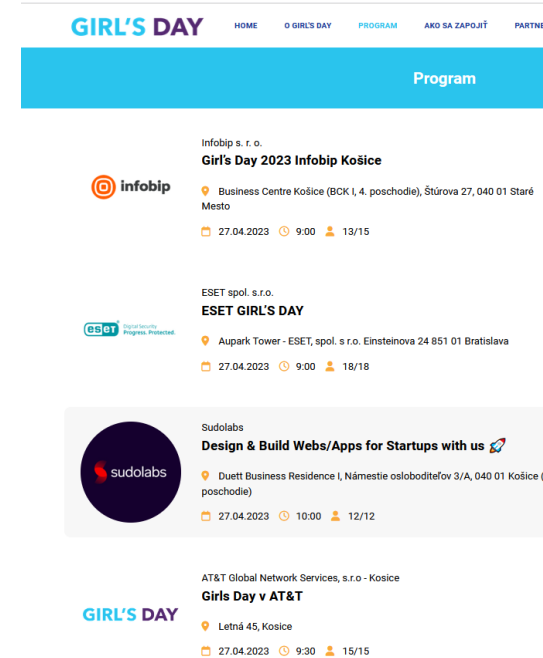 GIRL'S DAY HOME O GIRL'S DAY PROGRAM AKO SA ZAPOJIŤ PARTNE
Program
Infobip s. r. o.
Girl's Day 2023 Infobip Košice
infobip
Business Centre Košice (BCK I, 4. poschodie), Štúrova 27, 040 01 Staré
Mesto
27.04.2023 9:00 13/15
ESET spol. s.r.o.
ESET GIRL'S DAY
eset Digital Security
Progress. Protected.
Aupark Tower - ESET, spol. s r.o. Einsteinova 24 851 01 Bratislava
27.04.2023 9:00 18/18
Sudolabs
Design & Build Webs/Apps for Startups with us 🚀
sudolabs
Duett Business Residence I, Námestie osloboditeľov 3/A, 040 01 Košice (
poschodie)
27.04.2023 10:00 12/12
AT&T Global Network Services, s.r.o - Kosice
Girls Day v AT&T
GIRL'S DAY
Letná 45, Kosice
27.04.2023 9:30 15/15